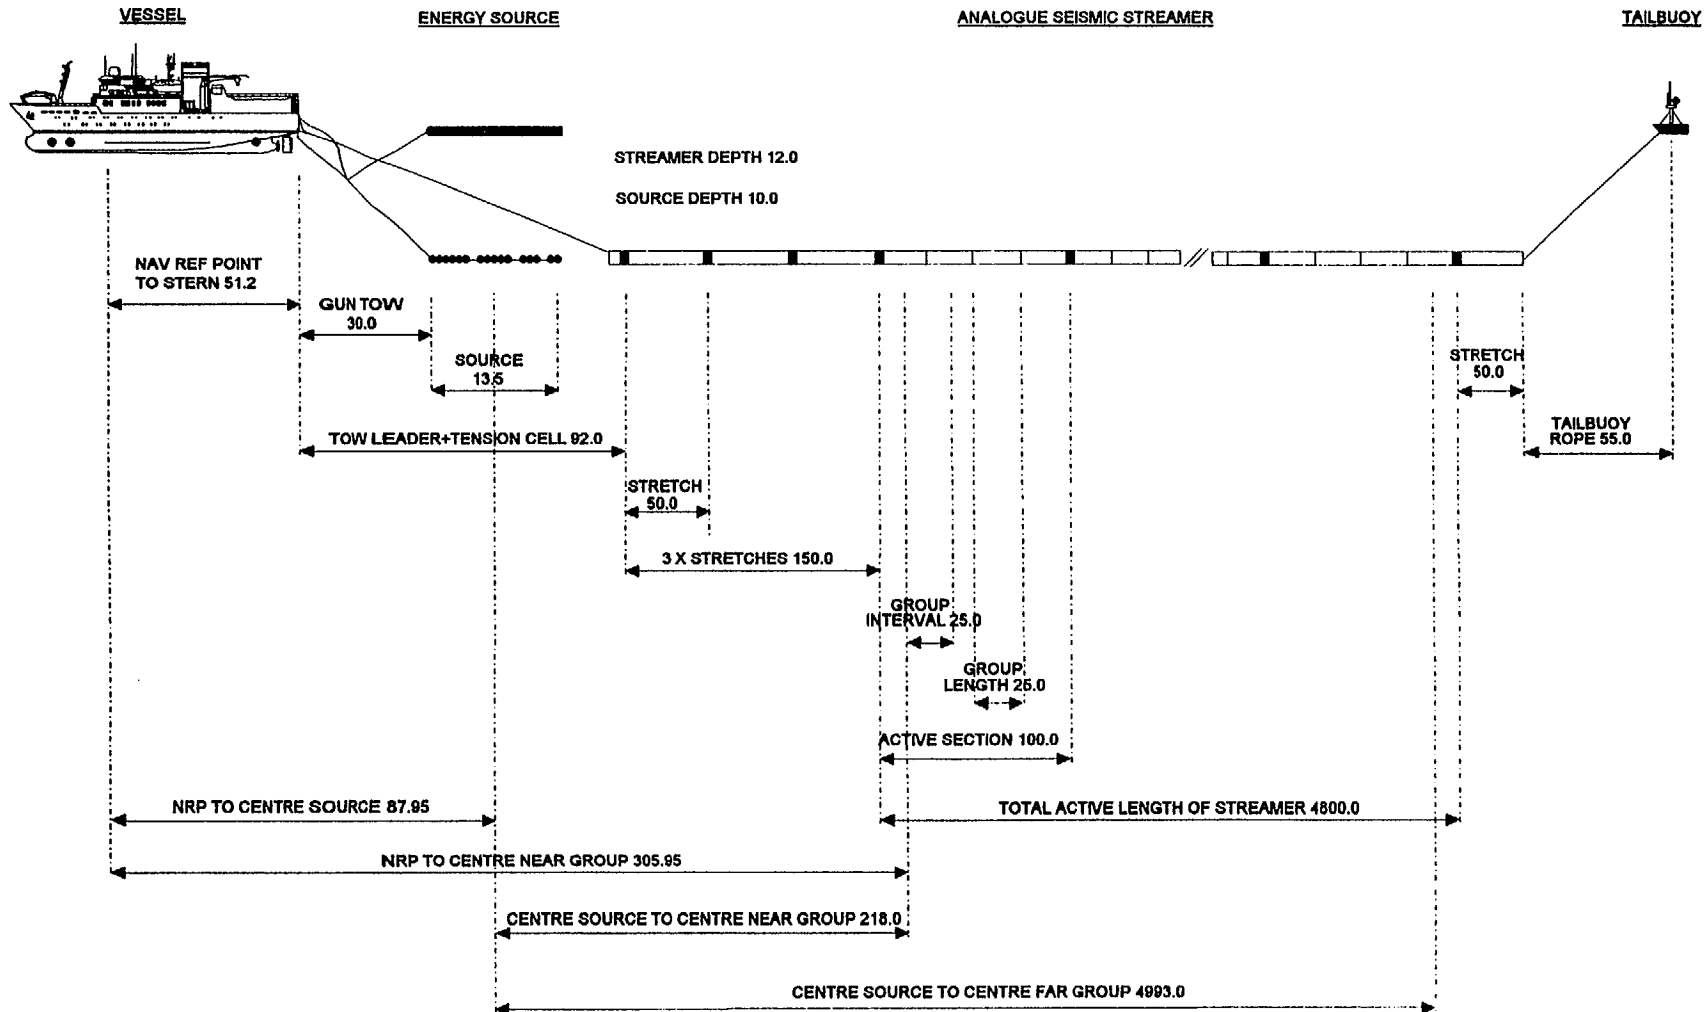 VESSEL
ENERGY SOURCE
ANALOGUE SEISMIC STREAMER
TAILBUOY
STREAMER DEPTH 12.0
SOURCE DEPTH 10.0
NAV REF POINT
TO STERN 51.2
GUN TOW
30.0
SOURCE
13.5
STRETCH
50.0
TOW LEADER+TENSION CELL 92.0
TAILBUOY
ROPE 55.0
STRETCH
50.0
3 X STRETCHES 150.0
GROUP
INTERVAL 25.0
GROUP
LENGTH 25.0
ACTIVE SECTION 100.0
NRP TO CENTRE SOURCE 87.95
TOTAL ACTIVE LENGTH OF STREAMER 4800.0
NRP TO CENTRE NEAR GROUP 305.95
CENTRE SOURCE TO CENTRE NEAR GROUP 218.0
CENTRE SOURCE TO CENTRE FAR GROUP 4993.0